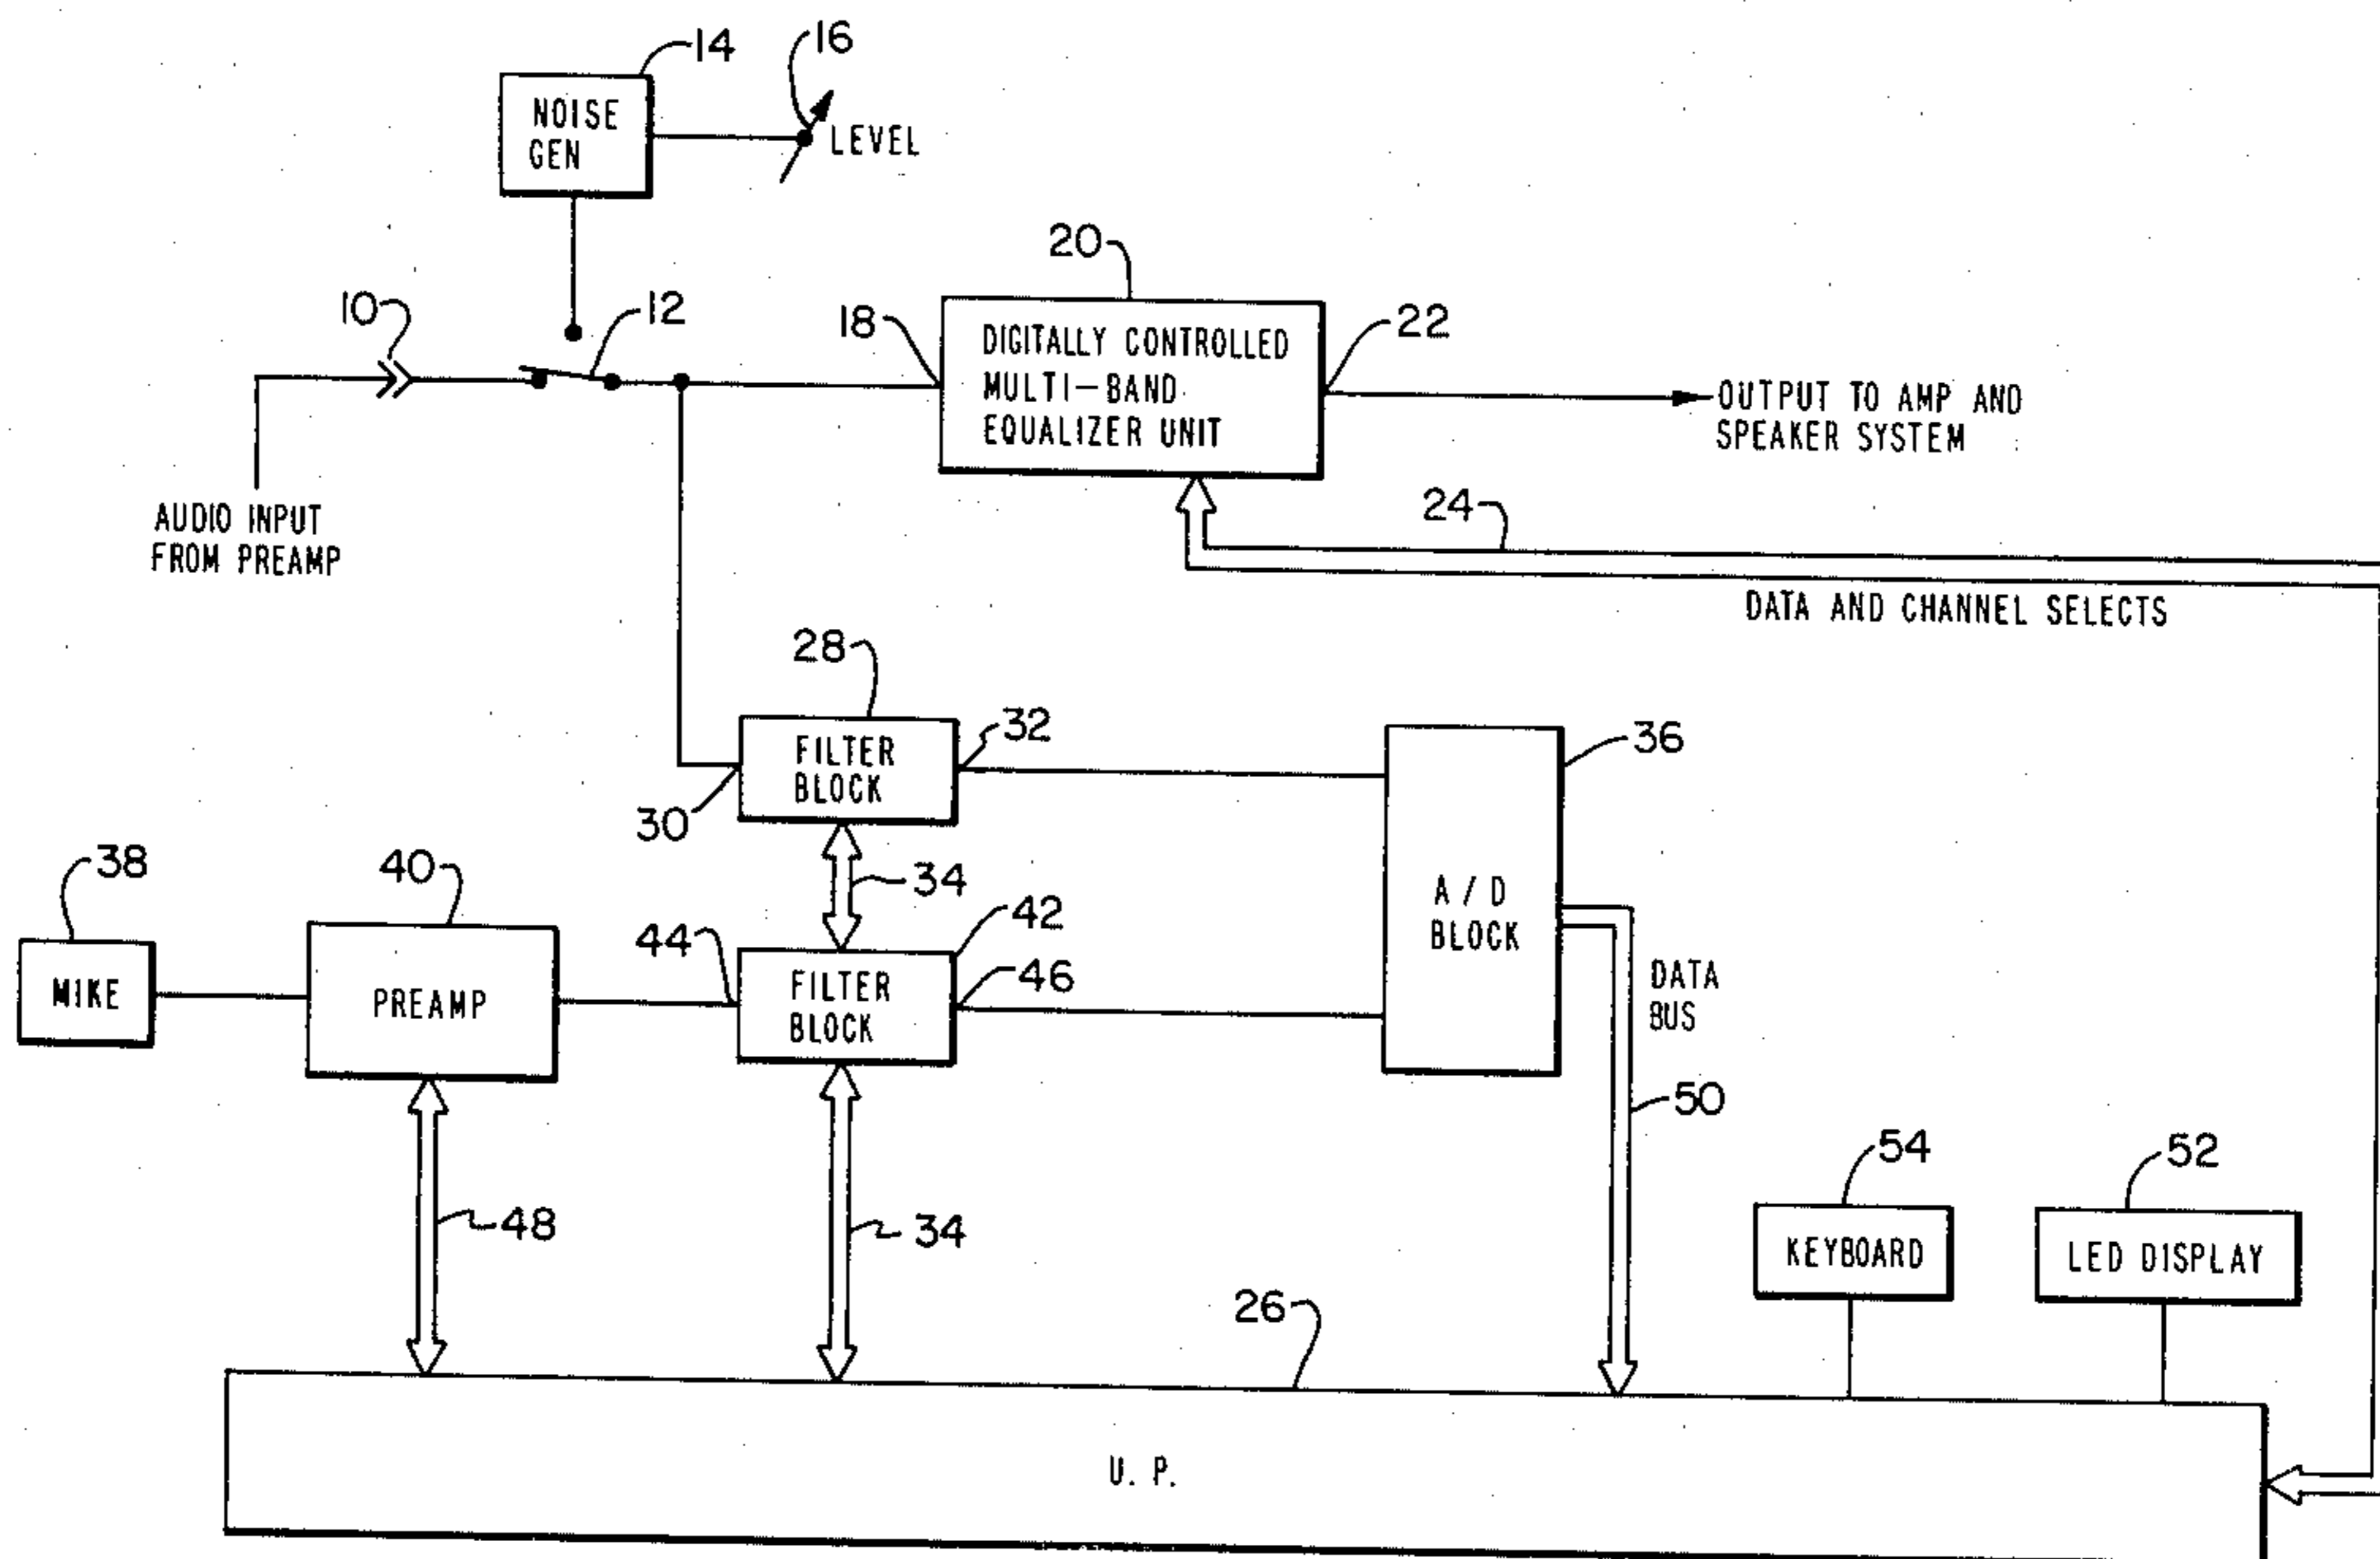 14
16
NOISE
GEN
LEVEL
20
10
12
18
22
DIGITALLY CONTROLLED
MULTI-BAND
EQUALIZER UNIT
OUTPUT TO AMP AND
SPEAKER SYSTEM
AUDIO INPUT
FROM PREAMP
24
DATA AND CHANNEL SELECTS
28
32
36
FILTER
BLOCK
30
38
40
34
42
44
46
A / D
BLOCK
MIKE
PREAMP
FILTER
BLOCK
DATA
BUS
50
54
52
48
34
KEYBOARD
LED DISPLAY
26
U. P.